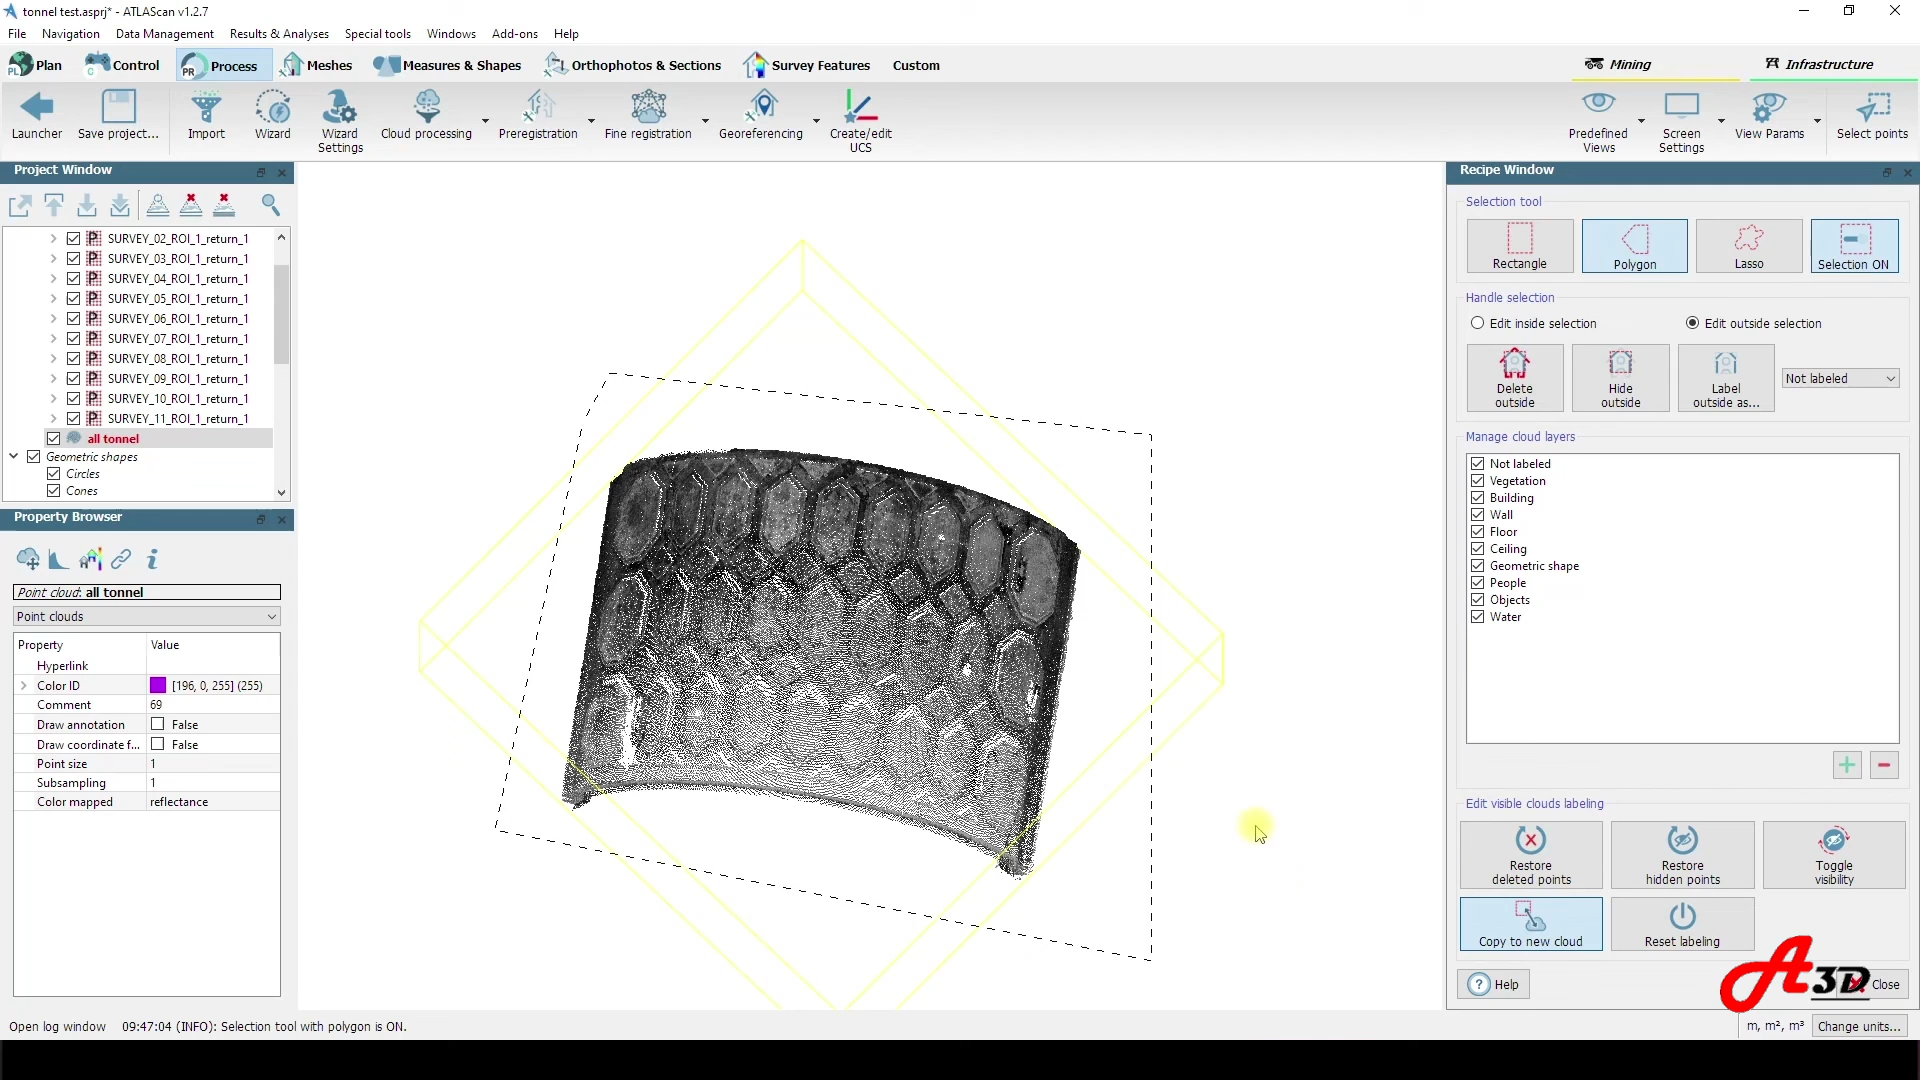 tonnel test.asprj* - ATLAScan v1.2.7
File Navigation Data Management Results & Analyses Special tools Windows Add-ons Help
PL Plan C Control PR Process Meshes Measures & Shapes Orthophotos & Sections Survey Features Custom Mining Infrastructure
Launcher Save project... Import Wizard Wizard Settings Cloud processing Preregistration Fine registration Georeferencing Create/edit UCS Predefined Views Screen Settings View Params Select points
Project Window
SURVEY_02_ROI_1_return_1
SURVEY_03_ROI_1_return_1
SURVEY_04_ROI_1_return_1
SURVEY_05_ROI_1_return_1
SURVEY_06_ROI_1_return_1
SURVEY_07_ROI_1_return_1
SURVEY_08_ROI_1_return_1
SURVEY_09_ROI_1_return_1
SURVEY_10_ROI_1_return_1
SURVEY_11_ROI_1_return_1
all tonnel
Geometric shapes
Circles
Cones
Property Browser
Point cloud: all tonnel
Point clouds
Property Value
Hyperlink
Color ID [196, 0, 255] (255)
Comment 69
Draw annotation False
Draw coordinate f... False
Point size 1
Subsampling 1
Color mapped reflectance
Recipe Window
Selection tool
Rectangle Polygon Lasso Selection ON
Handle selection
Edit inside selection Edit outside selection
Delete outside Hide outside Label outside as... Not labeled
Manage cloud layers
Not labeled
Vegetation
Building
Wall
Floor
Ceiling
Geometric shape
People
Objects
Water
Edit visible clouds labeling
Restore deleted points Restore hidden points Toggle visibility
Copy to new cloud Reset labeling
Help A3D Close
Open log window 09:47:04 (INFO): Selection tool with polygon is ON. m, m², m³ Change units...